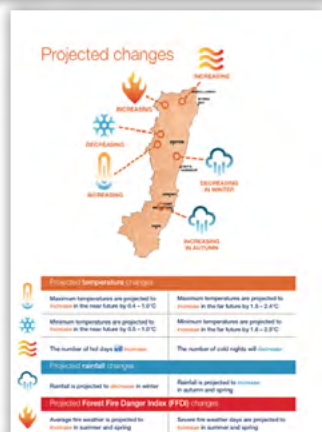 Projected changes
INCREASING
INCREASING
DECREASING
INCREASING
DECREASING
IN WINTER
INCREASING
IN AUTUMN
Projected temperature changes
Maximum temperatures are projected to
increase in the near future by 0.4 – 1.0°C
Maximum temperatures are projected to
increase in the far future by 1.5 – 2.4°C
Minimum temperatures are projected to
increase in the near future by 0.5 – 1.0°C
Minimum temperatures are projected to
increase in the far future by 1.6 – 2.5°C
The number of hot days will increase
The number of cold nights will decrease
Projected rainfall changes
Rainfall is projected to decrease in winter
Rainfall is projected to increase
in autumn and spring
Projected Forest Fire Danger Index (FFDI) changes
Average fire weather is projected to
increase in summer and spring
Severe fire weather days are projected to
increase in summer and spring